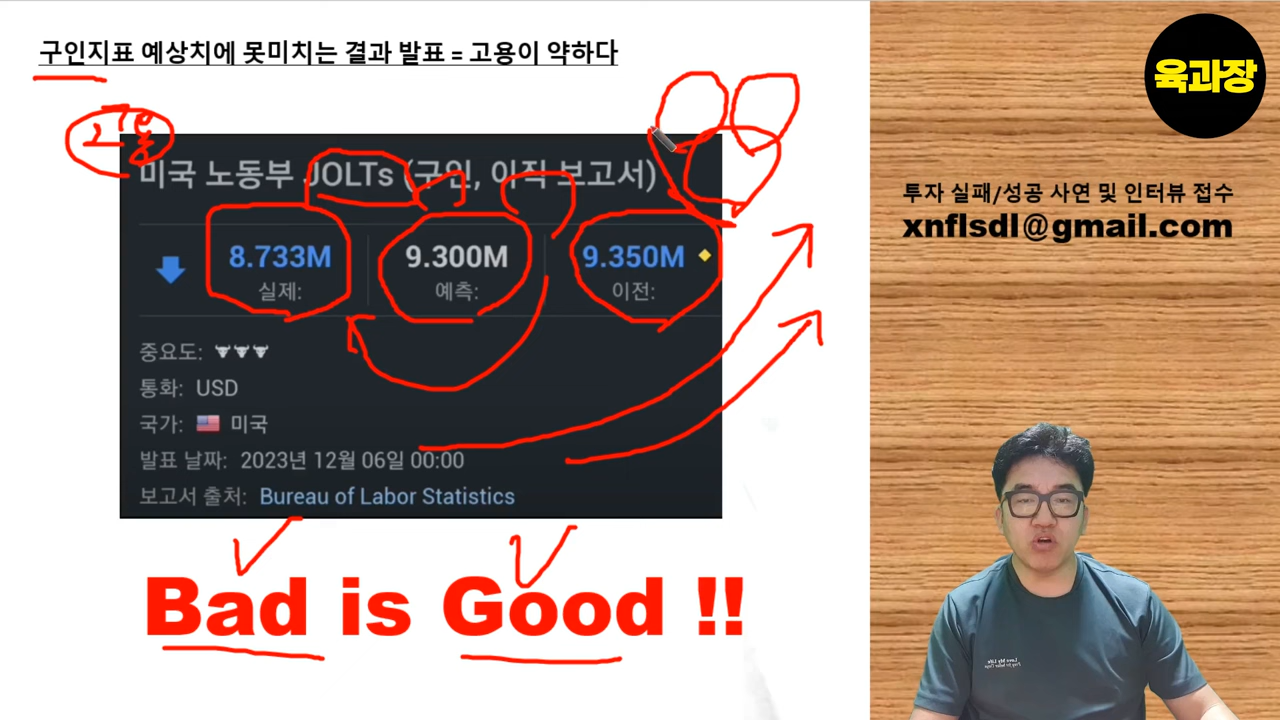 구인지표 예상치에 못미치는 결과 발표 = 고용이 약하다
육과장
미국 노동부 JOLTs (구인, 이직 보고서)
8.733M 9.300M 9.350M
실제: 예측: 이전:
중요도:
통화: USD
국가: 미국
발표 날짜: 2023년 12월 06일 00:00
보고서 출처: Bureau of Labor Statistics
Bad is Good !!
투자 실패/성공 사연 및 인터뷰 접수
xnflsdl@gmail.com